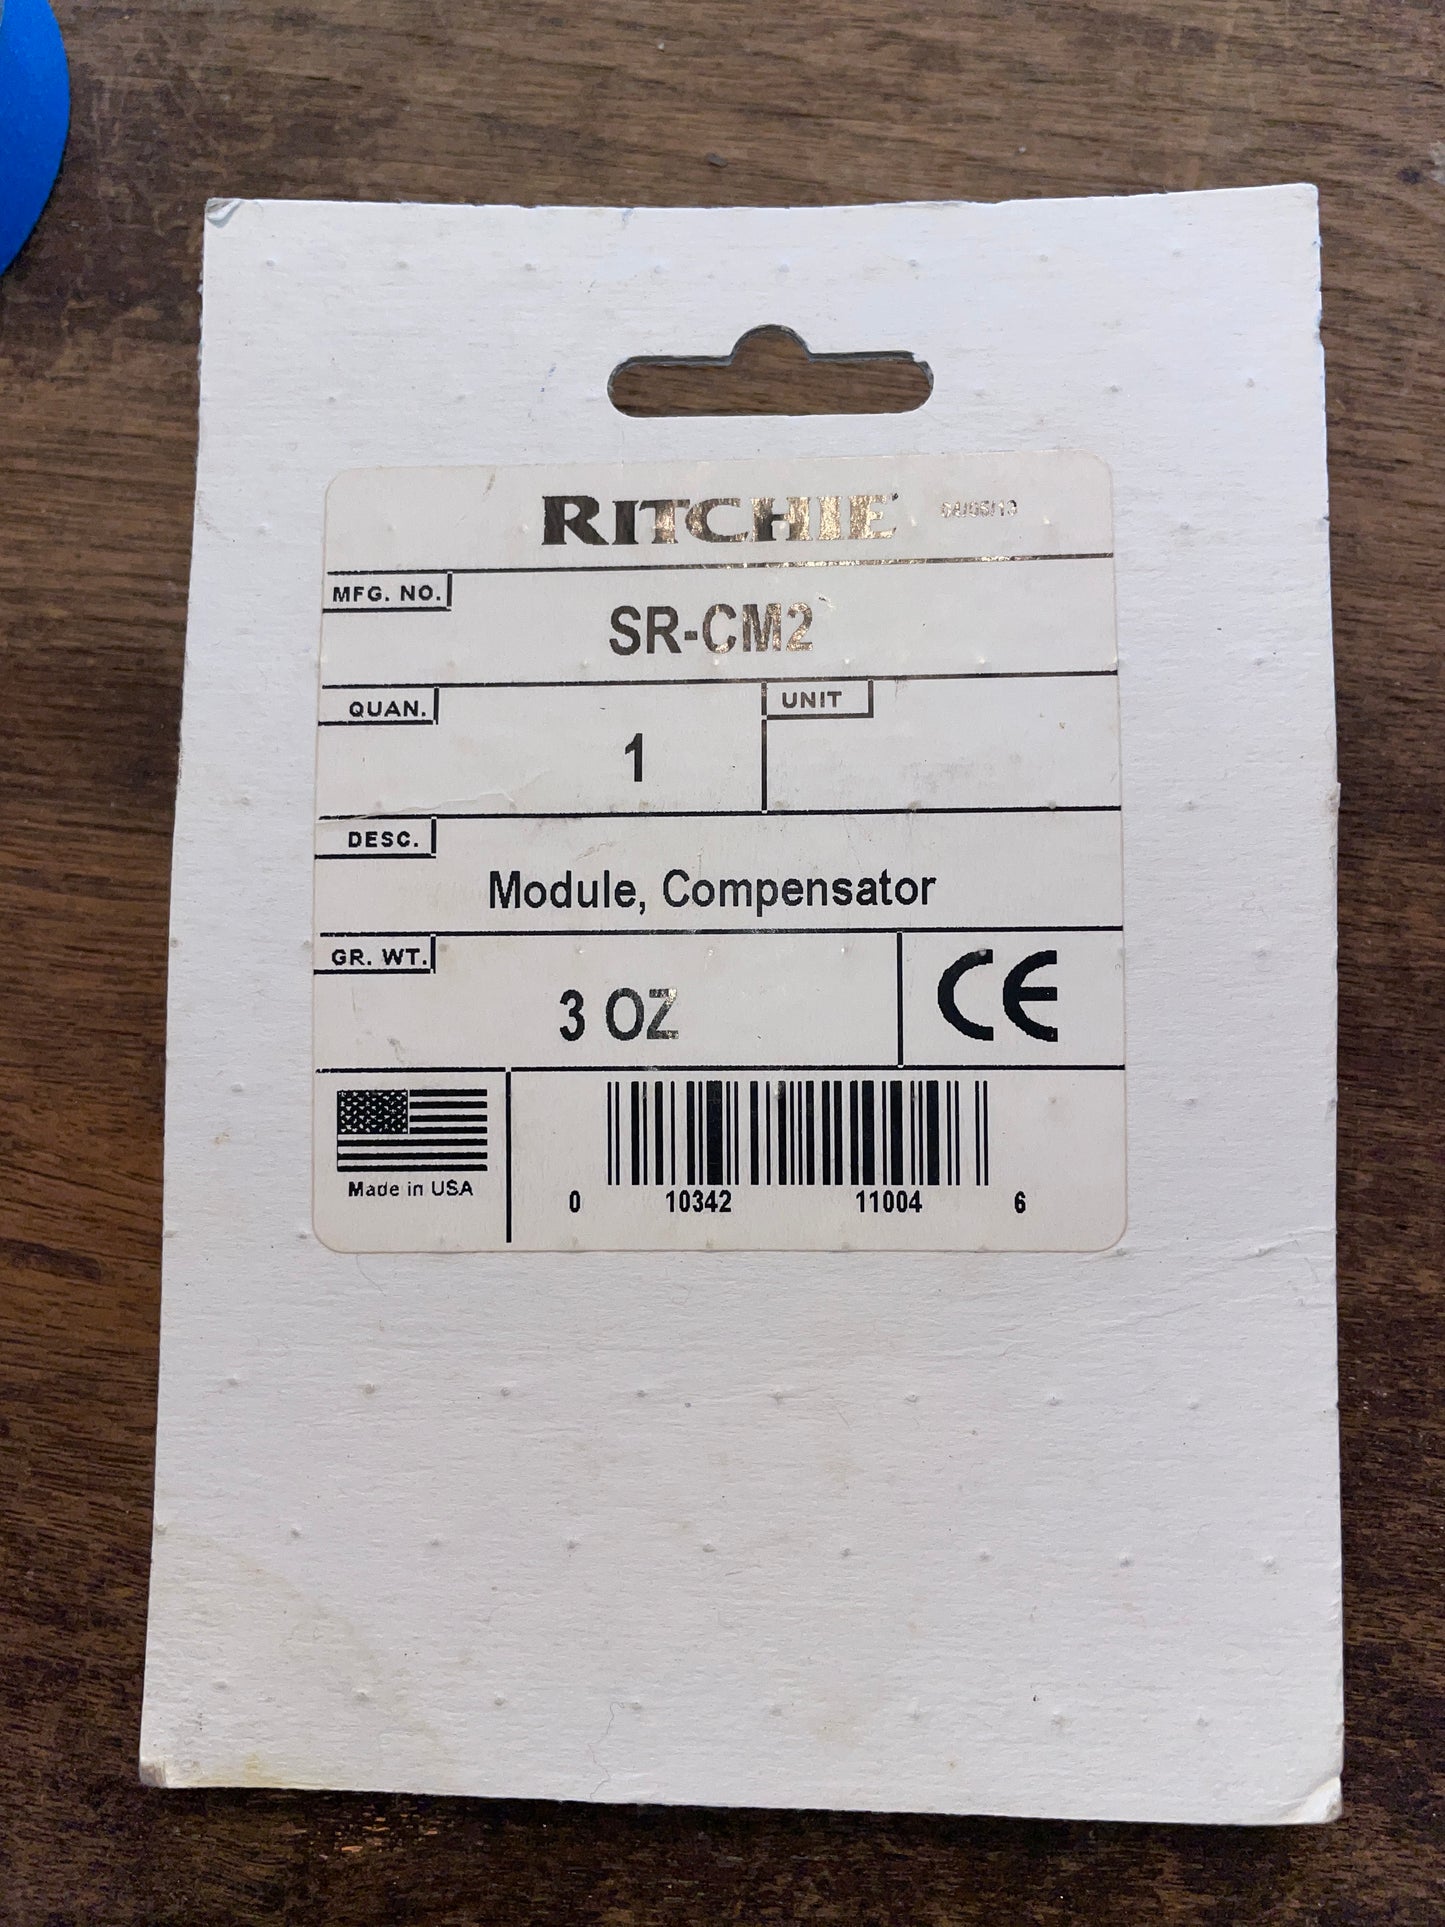 RITCHIE
MFG. NO.
SR-CM2
QUAN.
1
UNIT
DESC.
Module, Compensator
GR. WT.
3 OZ
CE
Made in USA
0 10342 11004 6